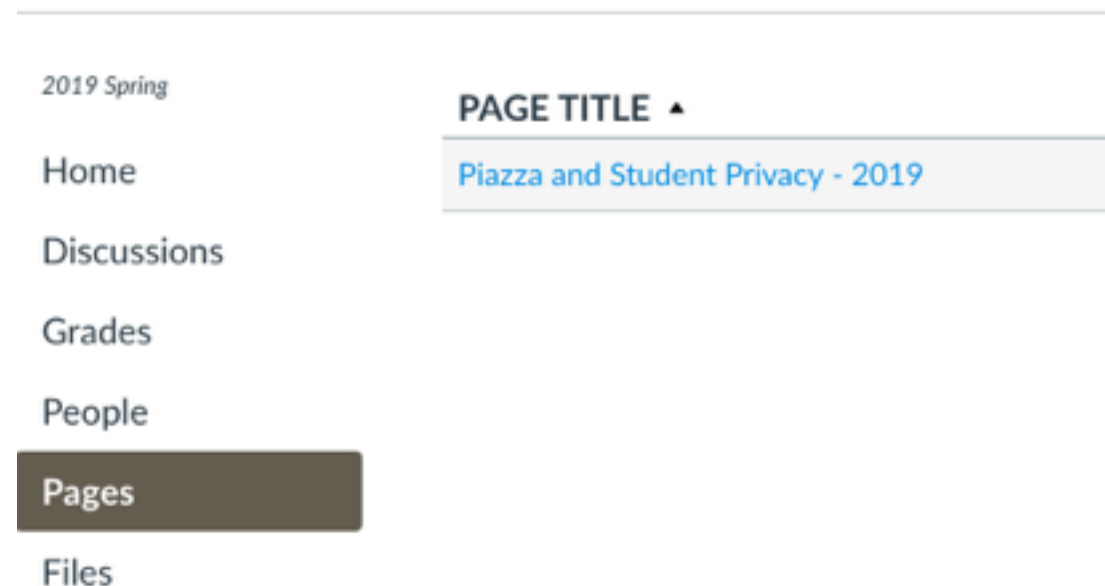 2019 Spring
Home
Discussions
Grades
People
Pages
Files
PAGE TITLE ▲
Piazza and Student Privacy - 2019